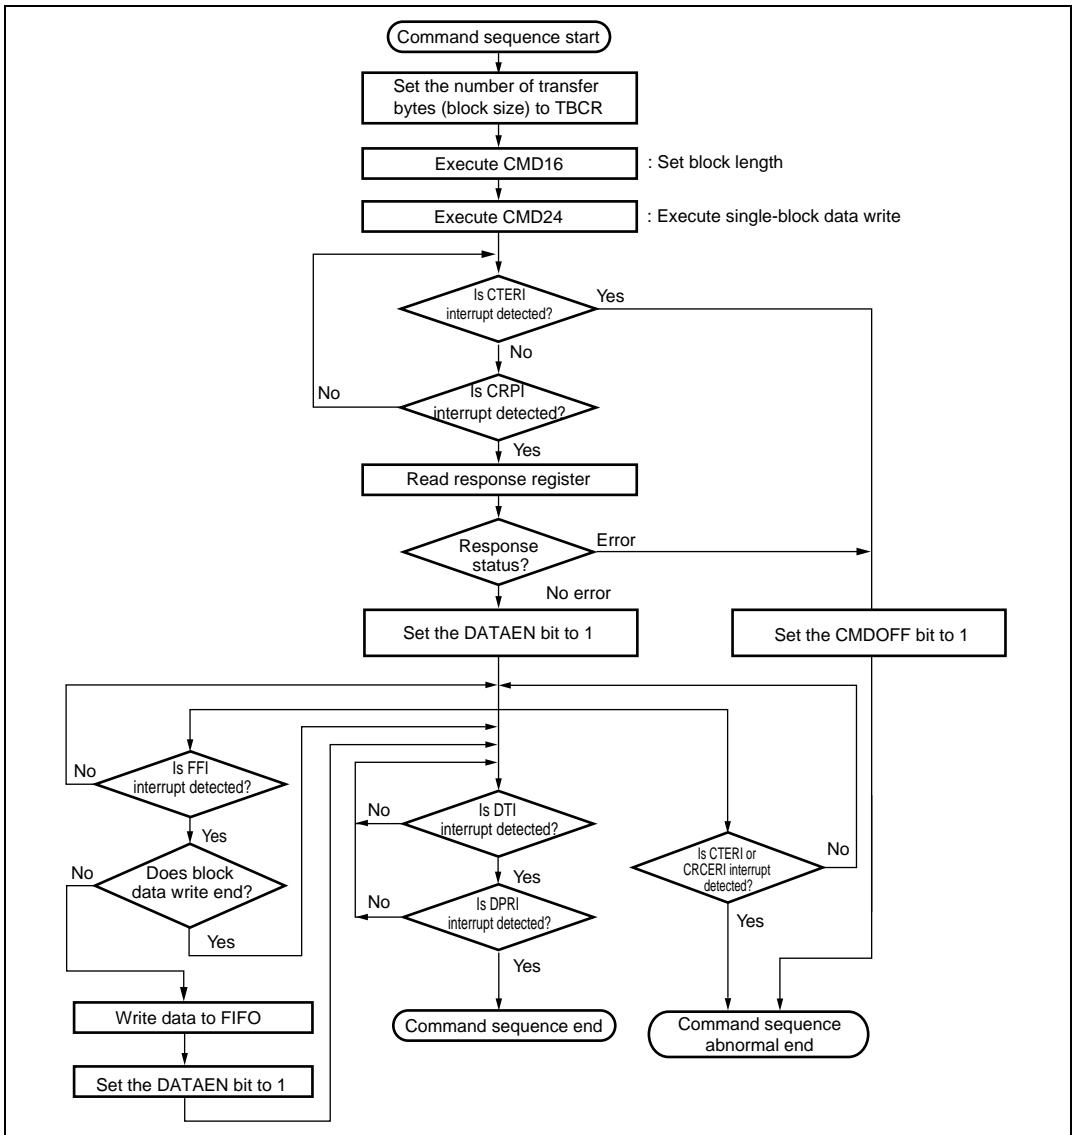 Command sequence start
Set the number of transfer
bytes (block size) to TBCR
Execute CMD16
: Set block length
Execute CMD24
: Execute single-block data write
Is CTERI
interrupt detected?
Yes
No
Is CRPI
interrupt detected?
No
Yes
Read response register
Response
status?
Error
No error
Set the DATAEN bit to 1
Set the CMDOFF bit to 1
Is FFI
interrupt detected?
No
Yes
Is DTI
interrupt detected?
No
Yes
Is CTERI or
CRCERI interrupt
detected?
No
Yes
Does block
data write end?
No
Yes
Is DPRI
interrupt detected?
No
Yes
Write data to FIFO
Set the DATAEN bit to 1
Command sequence end
Command sequence
abnormal end